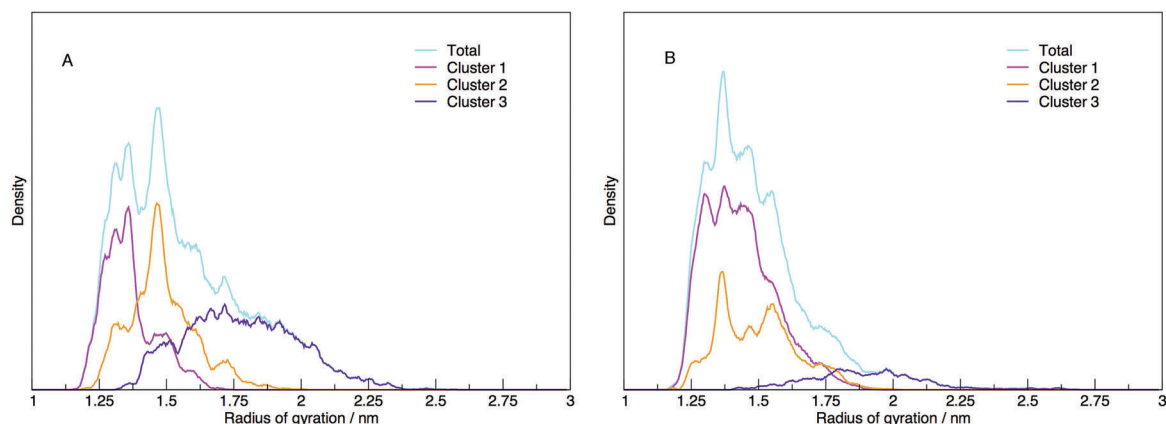 A
Total
Cluster 1
Cluster 2
Cluster 3
Density
1 1.25 1.5 1.75 2 2.25 2.5 2.75 3
Radius of gyration / nm
B
Total
Cluster 1
Cluster 2
Cluster 3
Density
1 1.25 1.5 1.75 2 2.25 2.5 2.75 3
Radius of gyration / nm